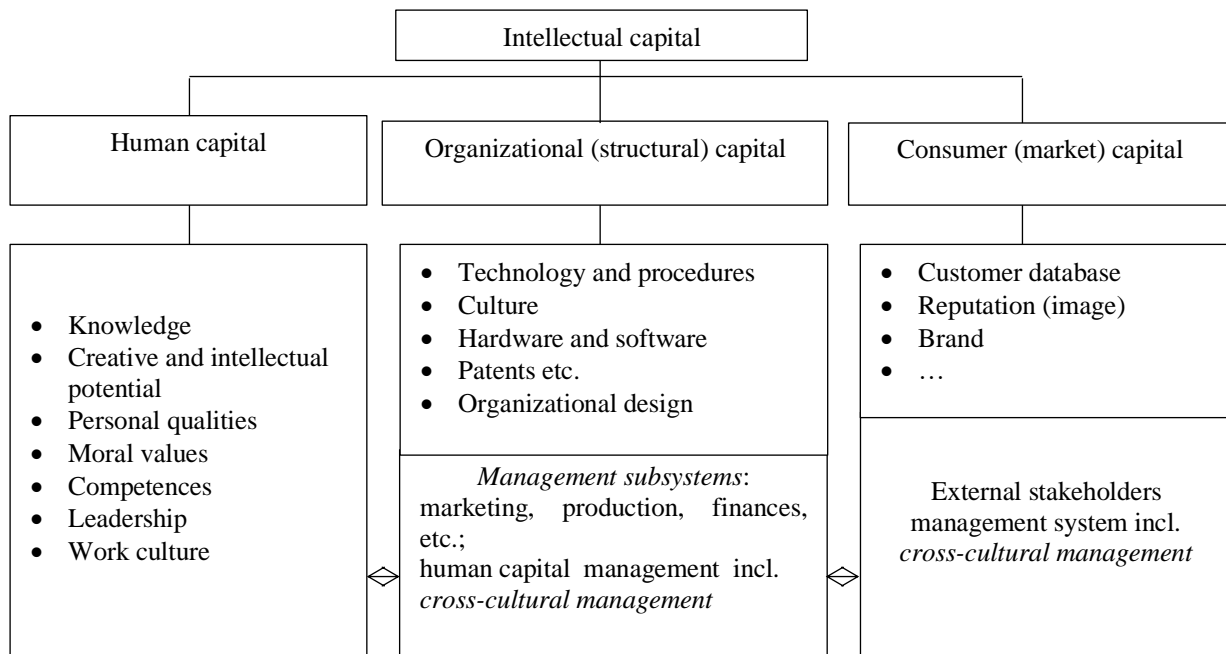 Intellectual capital
Human capital
Organizational (structural) capital
Consumer (market) capital
• Knowledge
• Creative and intellectual
potential
• Personal qualities
• Moral values
• Competences
• Leadership
• Work culture
• Technology and procedures
• Culture
• Hardware and software
• Patents etc.
• Organizational design
Management subsystems:
marketing, production, finances,
etc.;
human capital management incl.
cross-cultural management
• Customer database
• Reputation (image)
• Brand
• …
External stakeholders
management system incl.
cross-cultural management